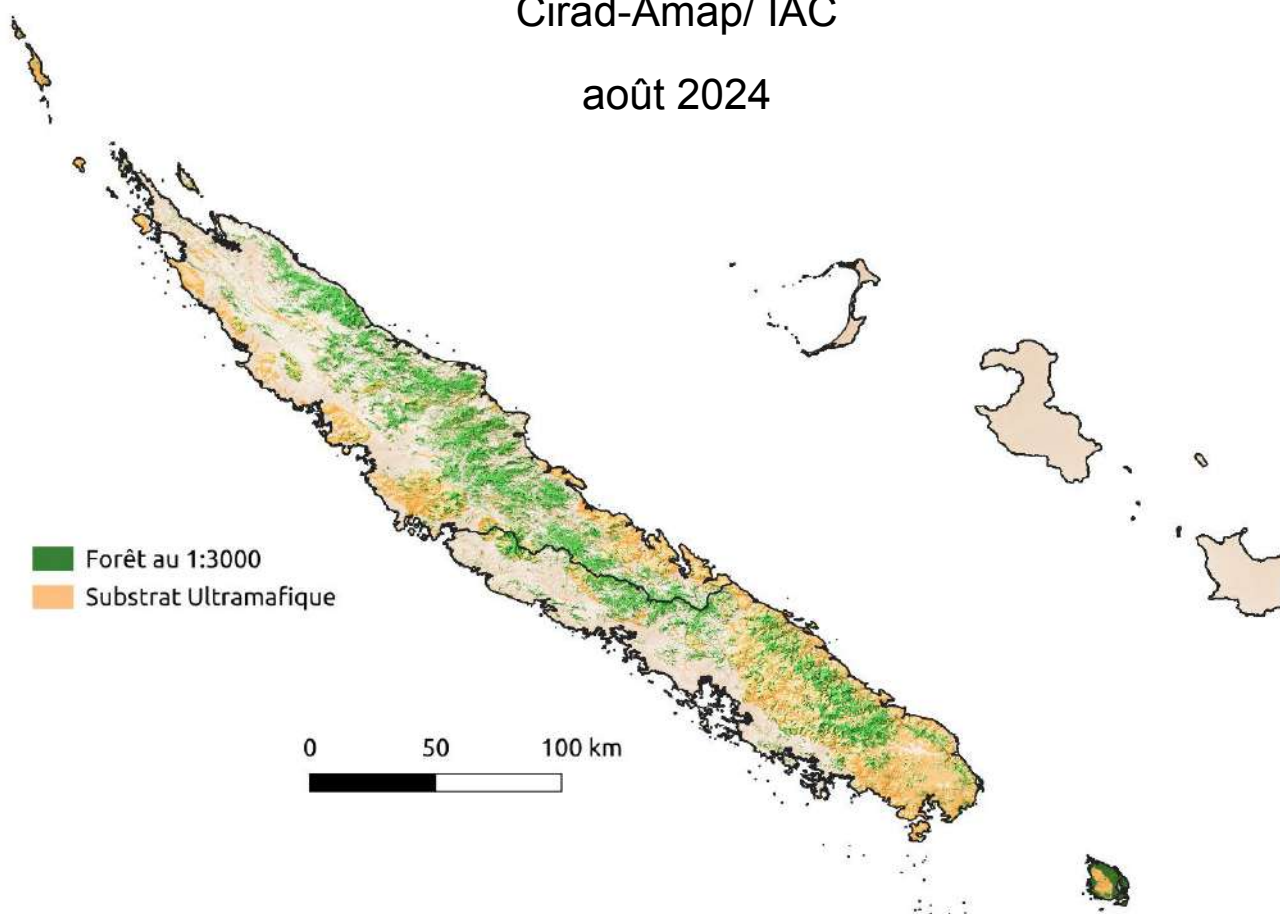 Cirad-Amap/ IAC
août 2024
Forêt au 1:3000
Substrat Ultramafique
0 50 100 km